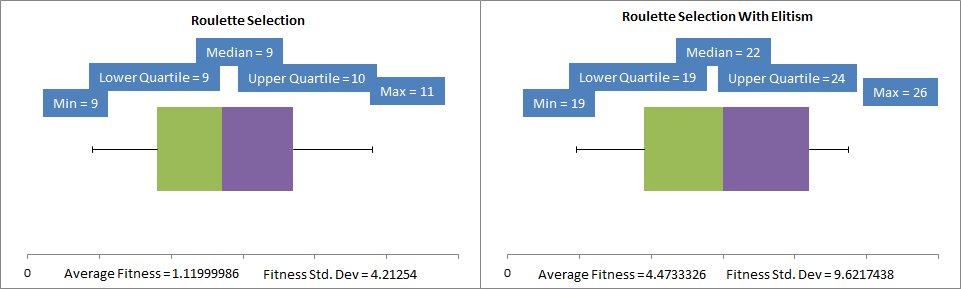 Roulette Selection
Median = 9
Lower Quartile = 9
Upper Quartile = 10
Min = 9
Max = 11
0
Average Fitness = 1.11999986
Fitness Std. Dev = 4.21254
Roulette Selection With Elitism
Median = 22
Lower Quartile = 19
Upper Quartile = 24
Min = 19
Max = 26
0
Average Fitness = 4.4733326
Fitness Std. Dev = 9.6217438